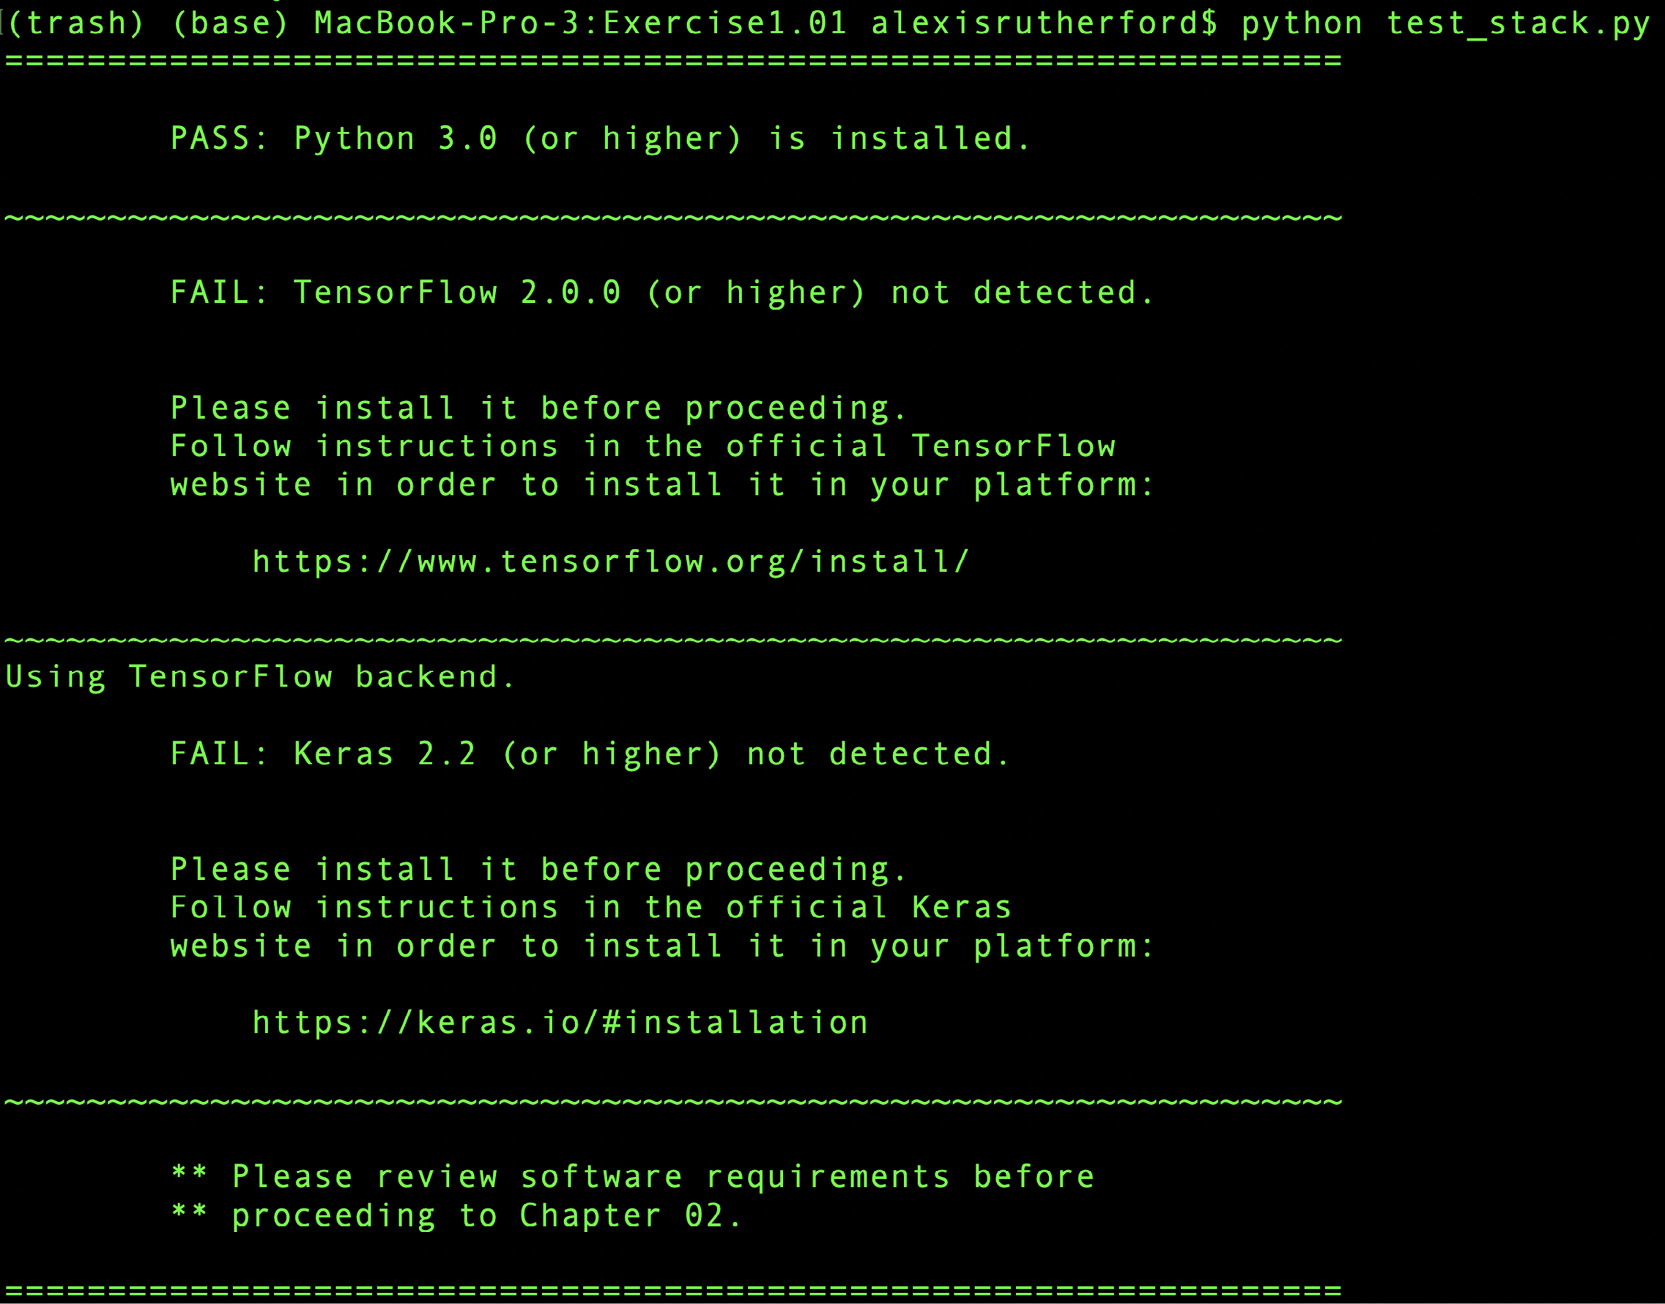 (trash) (base) MacBook-Pro-3:Exercise1.01 alexisrutherford$ python test_stack.py
=================================================================
PASS: Python 3.0 (or higher) is installed.
~~~~~~~~~~~~~~~~~~~~~~~~~~~~~~~~~~~~~~~~~~~~~~~~~~~~~~~~~~~~~~~~~
FAIL: TensorFlow 2.0.0 (or higher) not detected.
Please install it before proceeding.
Follow instructions in the official TensorFlow
website in order to install it in your platform:
https://www.tensorflow.org/install/
~~~~~~~~~~~~~~~~~~~~~~~~~~~~~~~~~~~~~~~~~~~~~~~~~~~~~~~~~~~~~~~~~
Using TensorFlow backend.
FAIL: Keras 2.2 (or higher) not detected.
Please install it before proceeding.
Follow instructions in the official Keras
website in order to install it in your platform:
https://keras.io/#installation
~~~~~~~~~~~~~~~~~~~~~~~~~~~~~~~~~~~~~~~~~~~~~~~~~~~~~~~~~~~~~~~~~
** Please review software requirements before
** proceeding to Chapter 02.
=================================================================